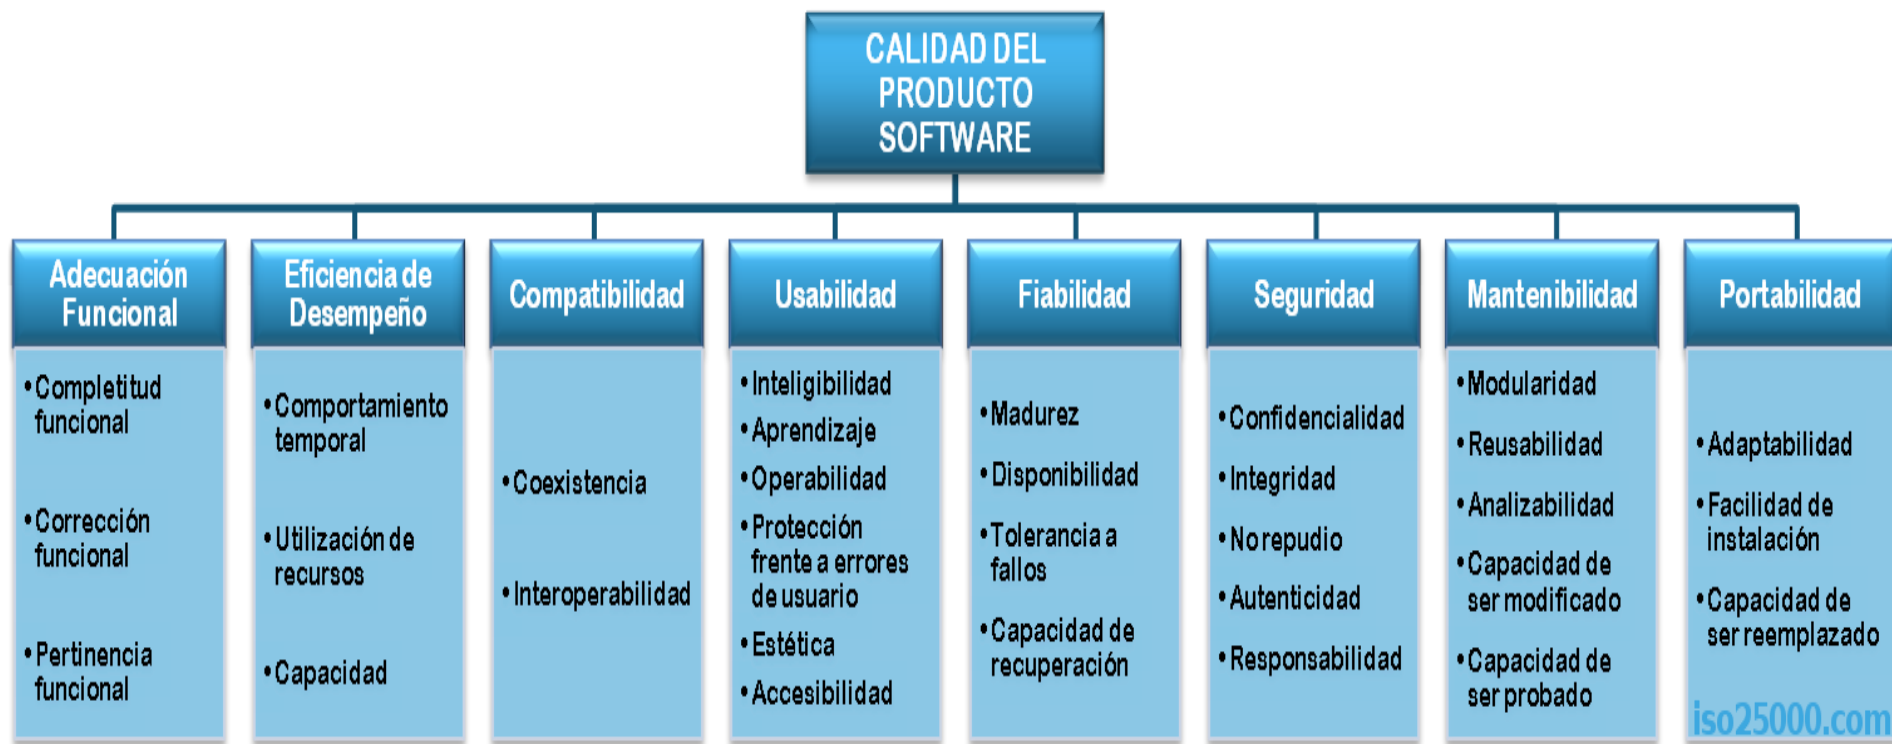 CALIDAD DEL
PRODUCTO
SOFTWARE
Adecuación
Funcional
• Completitud
funcional
• Corrección
funcional
• Pertinencia
funcional
Eficiencia de
Desempeño
• Comportamiento
temporal
• Utilización de
recursos
• Capacidad
Compatibilidad
• Coexistencia
• Interoperabilidad
Usabilidad
• Inteligibilidad
• Aprendizaje
• Operabilidad
• Protección
frente a errores
de usuario
• Estética
• Accesibilidad
Fiabilidad
• Madurez
• Disponibilidad
• Tolerancia a
fallos
• Capacidad de
recuperación
Seguridad
• Confidencialidad
• Integridad
• No repudio
• Autenticidad
• Responsabilidad
Mantenibilidad
• Modularidad
• Reusabilidad
• Analizabilidad
• Capacidad de
ser modificado
• Capacidad de
ser probado
Portabilidad
• Adaptabilidad
• Facilidad de
instalación
• Capacidad de
ser reemplazado
iso25000.com